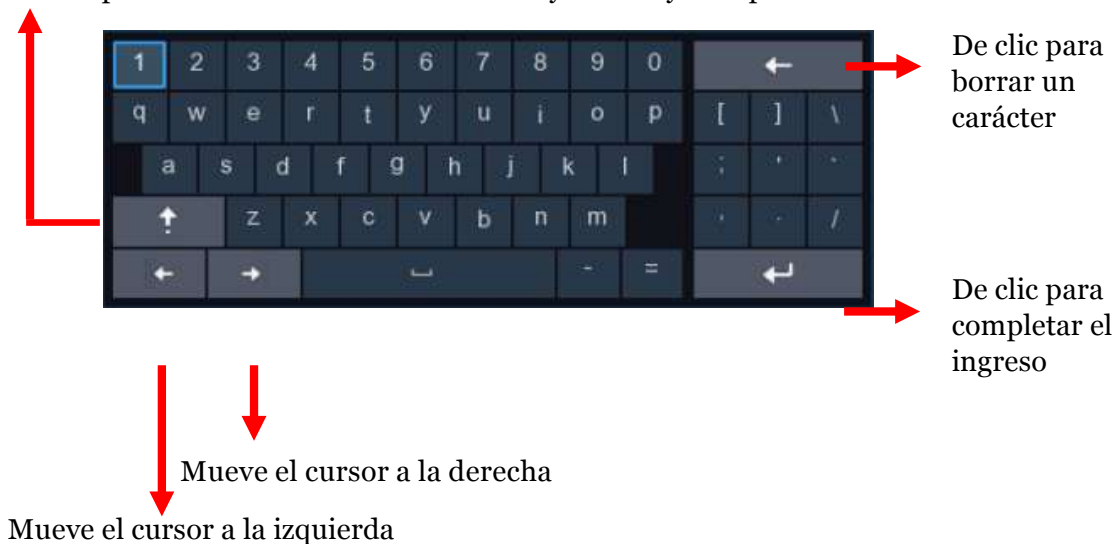 1 2 3 4 5 6 7 8 9 0
q w e r t y u i o p [ ] \
a s d f g h j k l ; '
z x c v b n m /
- =
De clic para
borrar un
carácter
De clic para
completar el
ingreso
Mueve el cursor a la derecha
Mueve el cursor a la izquierda